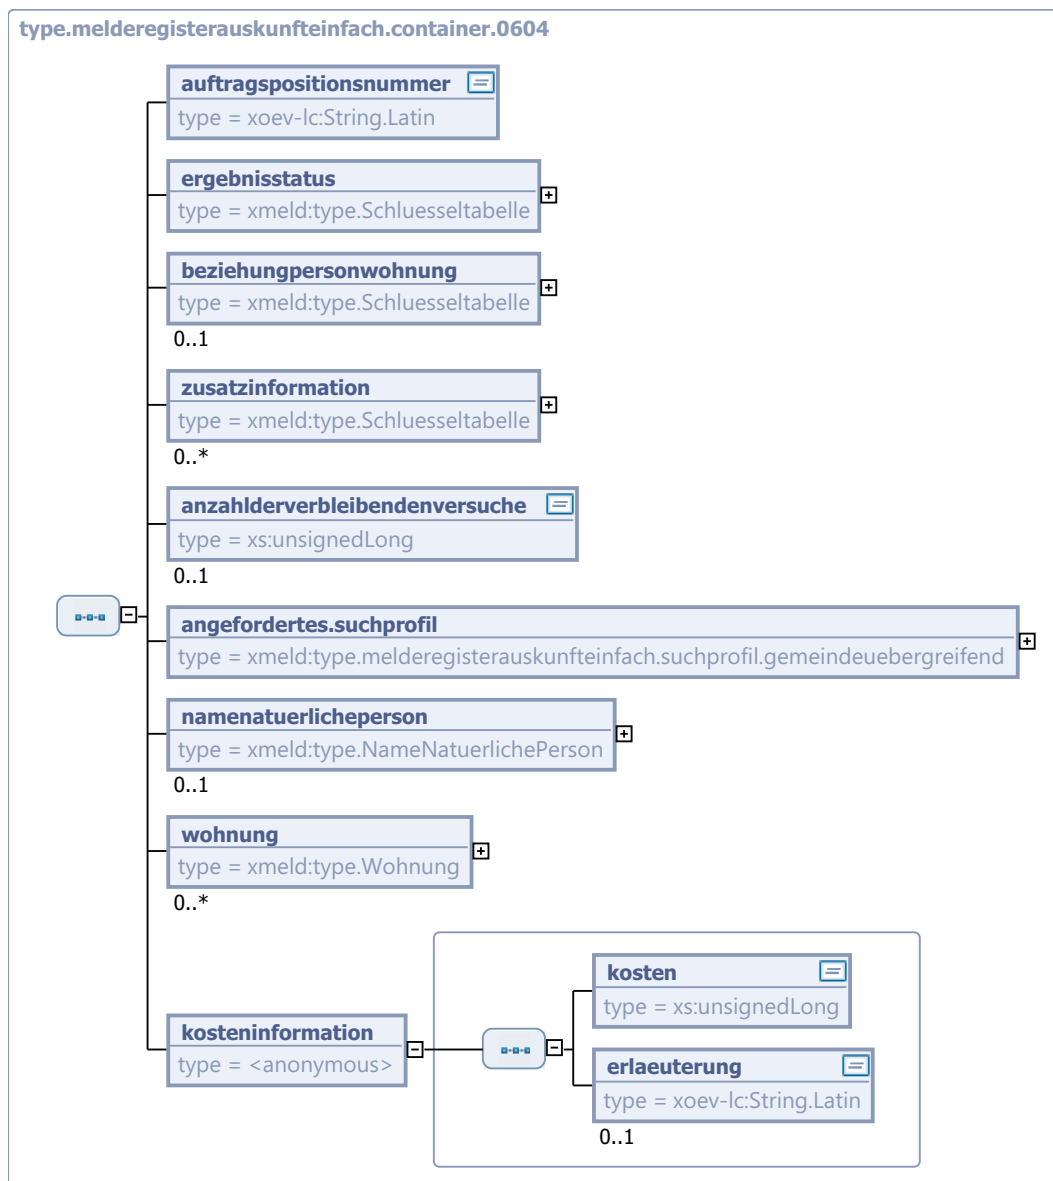 type.melderegisterauskunfteinfach.container.0604
auftragspositionsnummer
type = xoev-lc:String.Latin
ergebnisstatus
type = xmeld:type.Schluesseltabelle
beziehungpersonwohnung
type = xmeld:type.Schluesseltabelle
0..1
zusatzinformation
type = xmeld:type.Schluesseltabelle
0..*
anzahlderverbleibendenversuche
type = xs:unsignedLong
0..1
angefordertes.suchprofil
type = xmeld:type.melderegisterauskunfteinfach.suchprofil.gemeindeuebergreifend
namenatuerlicheperson
type = xmeld:type.NameNatuerlichePerson
0..1
wohnung
type = xmeld:type.Wohnung
0..*
kosteninformation
type = <anonymous>
kosten
type = xs:unsignedLong
erlaeuterung
type = xoev-lc:String.Latin
0..1